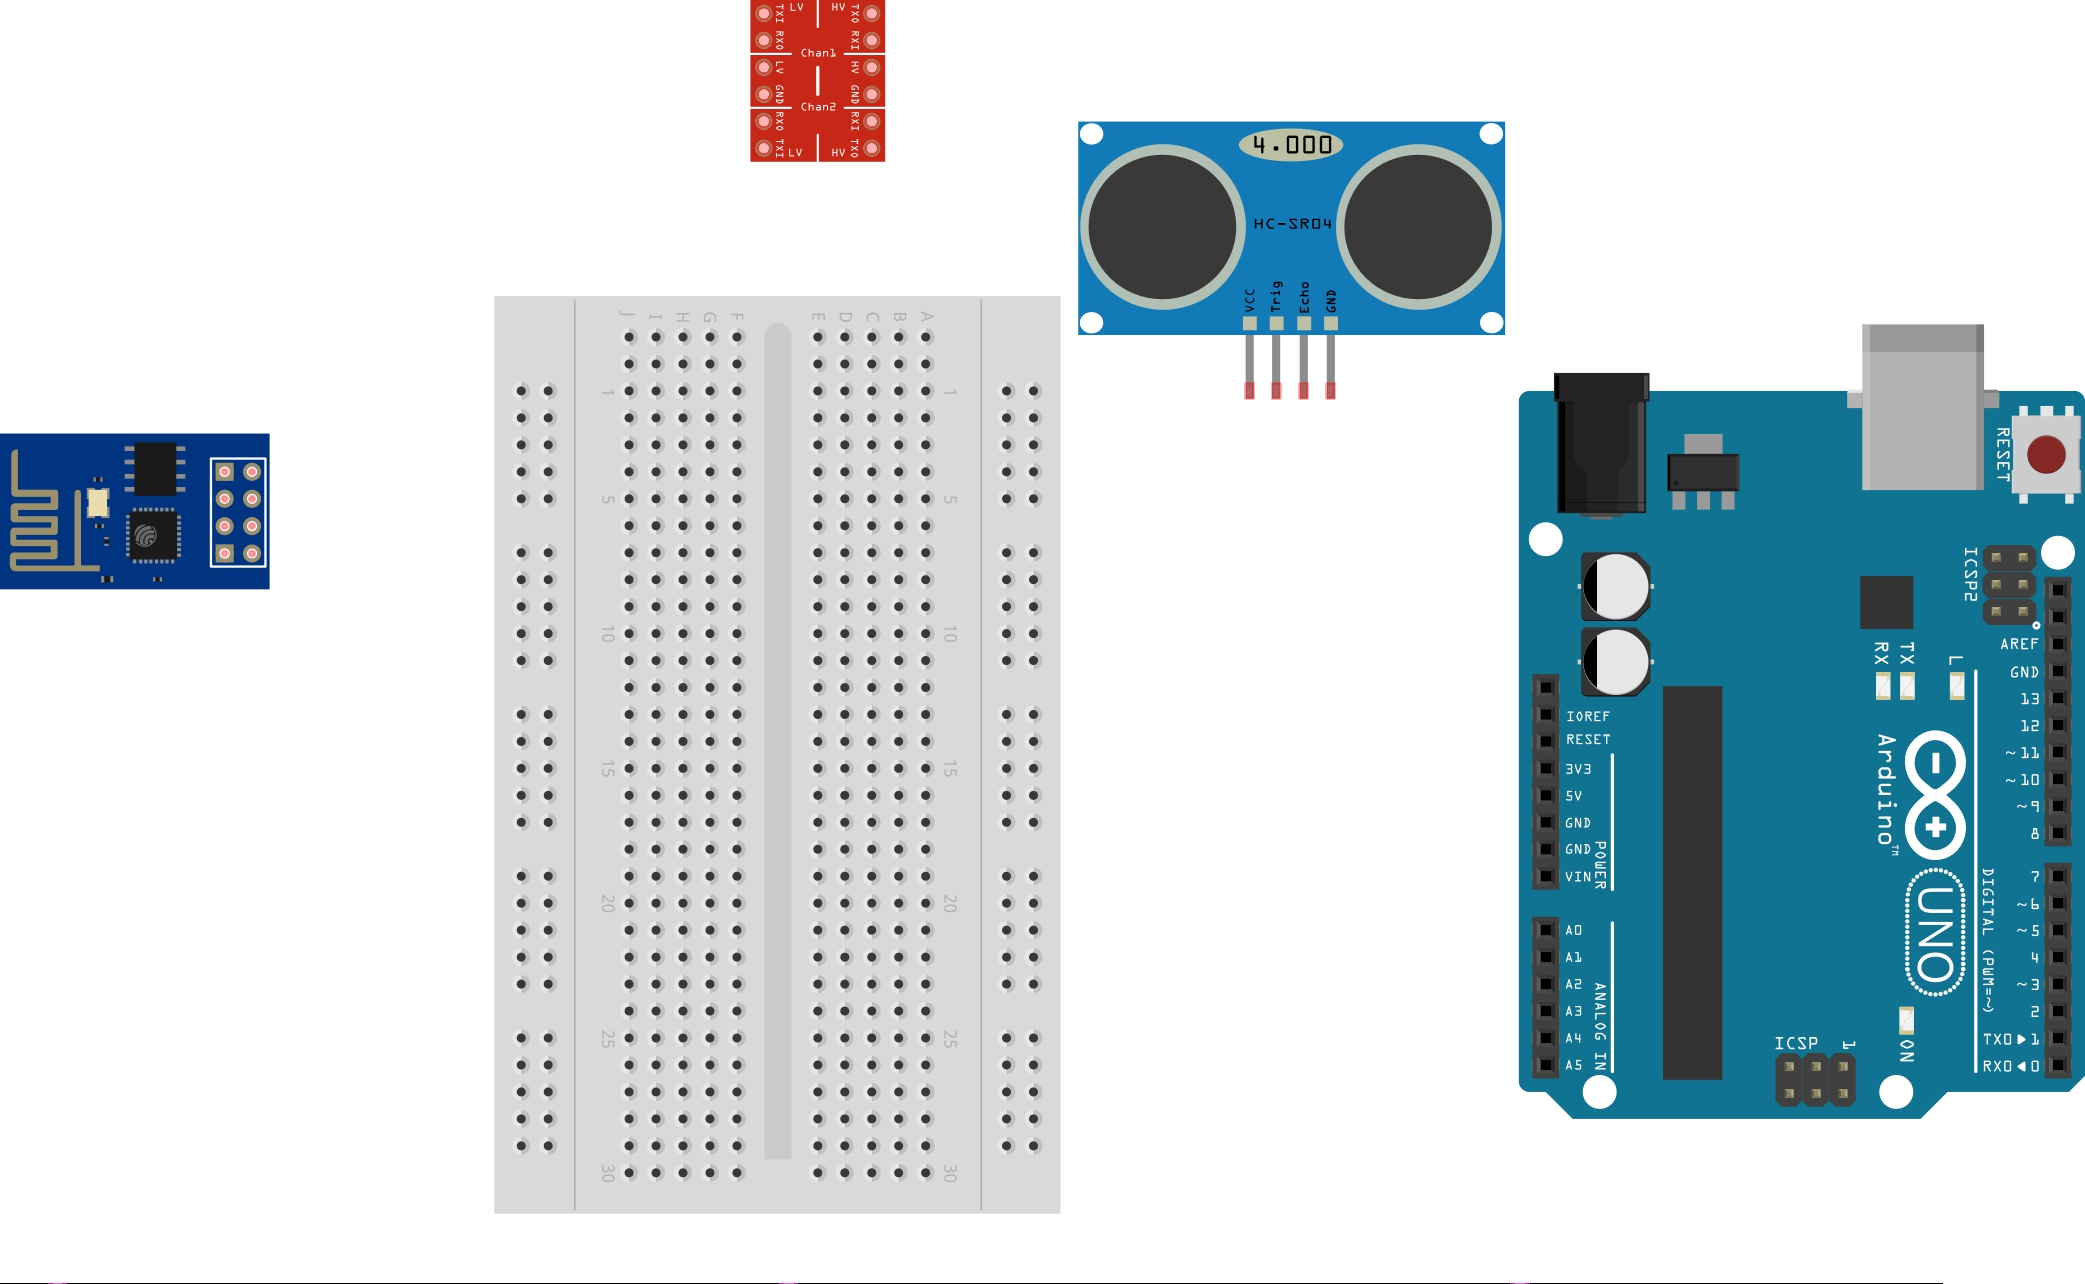 TXI LV HV TXO
RXO RXI
Chan1
LV HV
GND GND
Chan2
RXO RXI
TXI LV HV TXO
4.000
HC-SR04
VCC Trig Echo GND
J I H G F E D C B A
1 1
5 5
10 10
15 15
20 20
25 25
30 30
RESET
ICSP2
AREF
RX TX L
GND
13
12
~11
~10
~9
8
IOREF
RESET
3V3
5V
GND
GND
VIN
POWER
Arduino™
UNO
DIGITAL (PWM=~)
7
~6
~5
4
~3
2
TX0▶1
RX0◀0
A0
A1
A2
A3
A4
A5
ANALOG IN
ICSP 1
ON